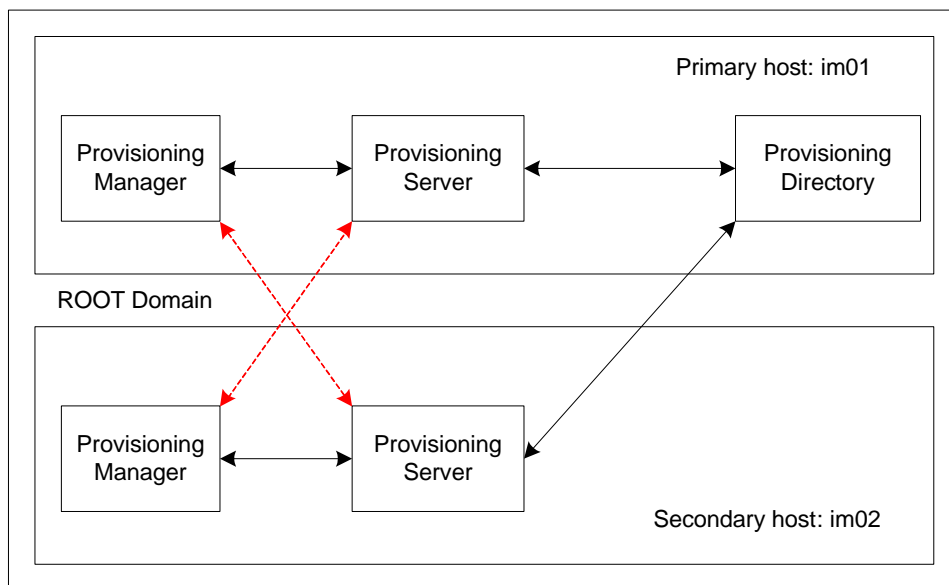 Primary host: im01
Provisioning
Manager
Provisioning
Server
Provisioning
Directory
ROOT Domain
Provisioning
Manager
Provisioning
Server
Secondary host: im02